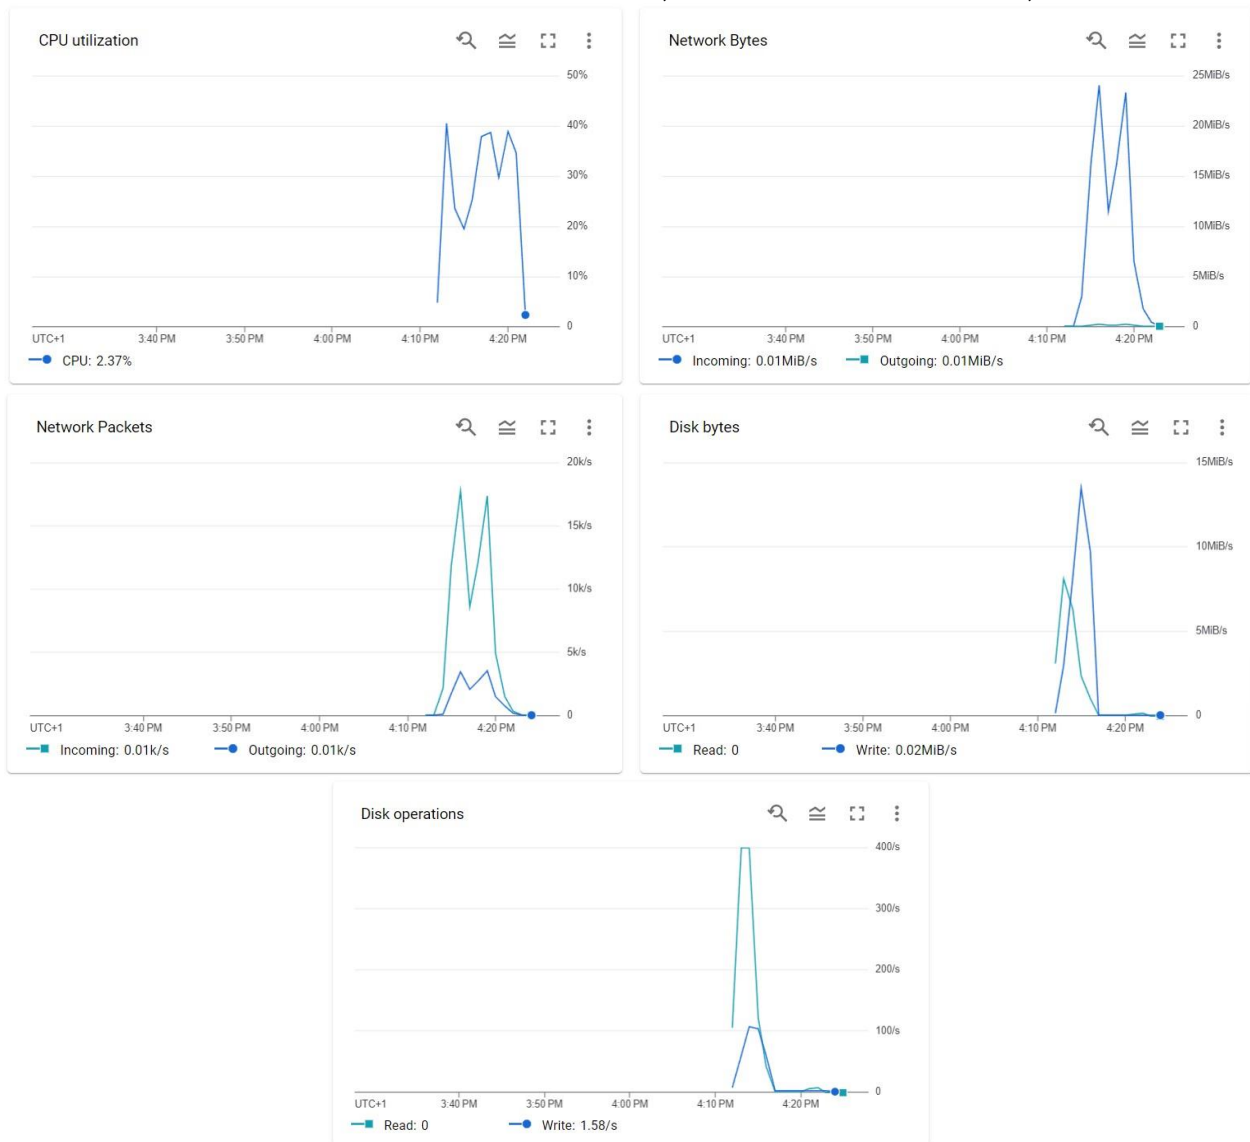 CPU utilization
50%
40%
30%
20%
10%
0
UTC+1 3:40 PM 3:50 PM 4:00 PM 4:10 PM 4:20 PM
CPU: 2.37%
Network Bytes
25MiB/s
20MiB/s
15MiB/s
10MiB/s
5MiB/s
0
UTC+1 3:40 PM 3:50 PM 4:00 PM 4:10 PM 4:20 PM
Incoming: 0.01MiB/s Outgoing: 0.01MiB/s
Network Packets
20k/s
15k/s
10k/s
5k/s
0
UTC+1 3:40 PM 3:50 PM 4:00 PM 4:10 PM 4:20 PM
Incoming: 0.01k/s Outgoing: 0.01k/s
Disk bytes
15MiB/s
10MiB/s
5MiB/s
0
UTC+1 3:40 PM 3:50 PM 4:00 PM 4:10 PM 4:20 PM
Read: 0 Write: 0.02MiB/s
Disk operations
400/s
300/s
200/s
100/s
0
UTC+1 3:40 PM 3:50 PM 4:00 PM 4:10 PM 4:20 PM
Read: 0 Write: 1.58/s